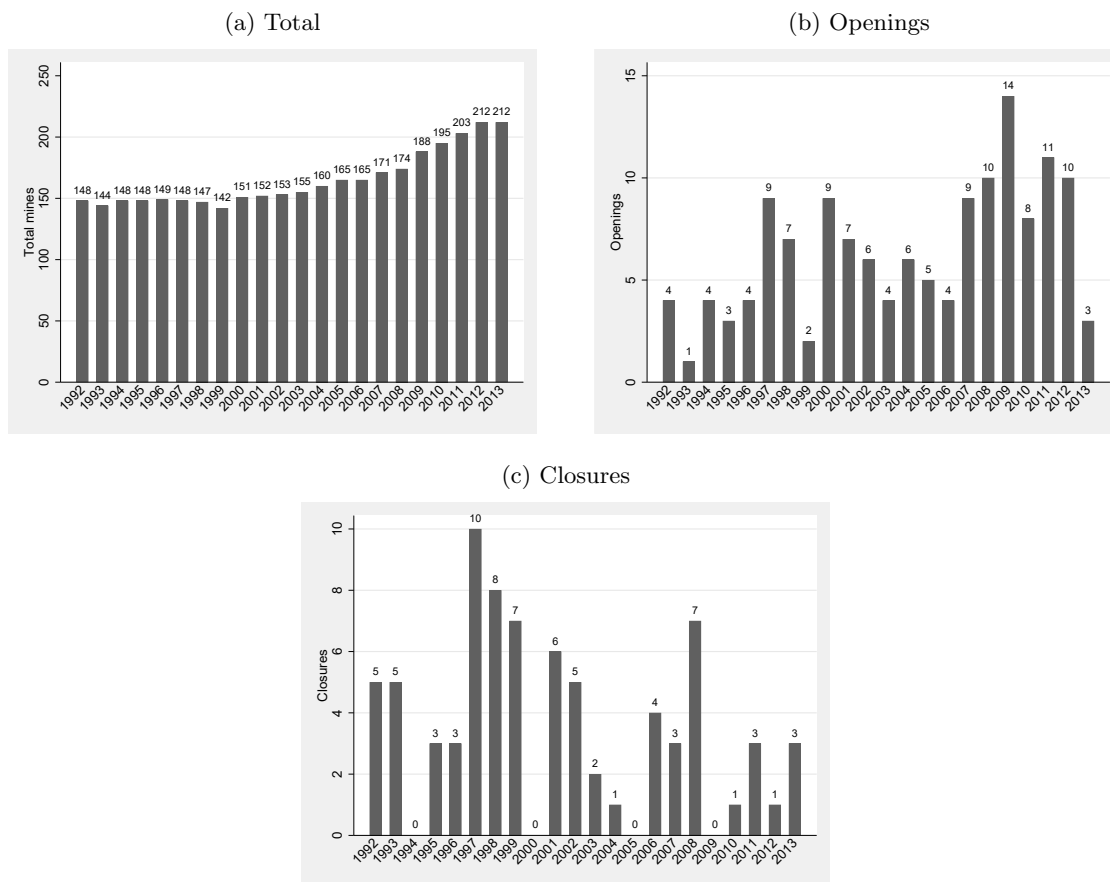 (a) Total
250
200
150
100
50
0
Total mines
148 144 148 148 149 148 147 142 151 152 153 155 160 165 165 171 174 188 195 203 212 212
1992 1993 1994 1995 1996 1997 1998 1999 2000 2001 2002 2003 2004 2005 2006 2007 2008 2009 2010 2011 2012 2013
(b) Openings
15
10
5
0
Openings
4 1 4 3 4 9 7 2 9 7 6 4 6 5 4 9 10 14 8 11 10 3
1992 1993 1994 1995 1996 1997 1998 1999 2000 2001 2002 2003 2004 2005 2006 2007 2008 2009 2010 2011 2012 2013
(c) Closures
10
8
6
4
2
0
Closures
5 5 0 3 3 10 8 7 0 6 5 2 1 0 4 3 7 0 1 3 1 3
1992 1993 1994 1995 1996 1997 1998 1999 2000 2001 2002 2003 2004 2005 2006 2007 2008 2009 2010 2011 2012 2013